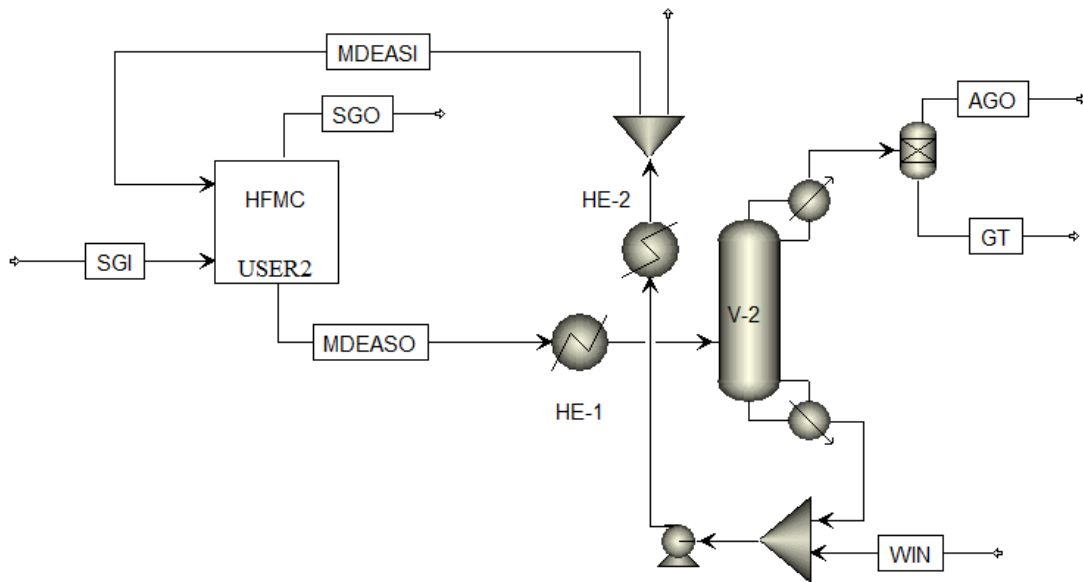 MDEASI
SGO
AGO
HFMC
HE-2
GT
SGI
USER2
V-2
MDEASO
HE-1
WIN